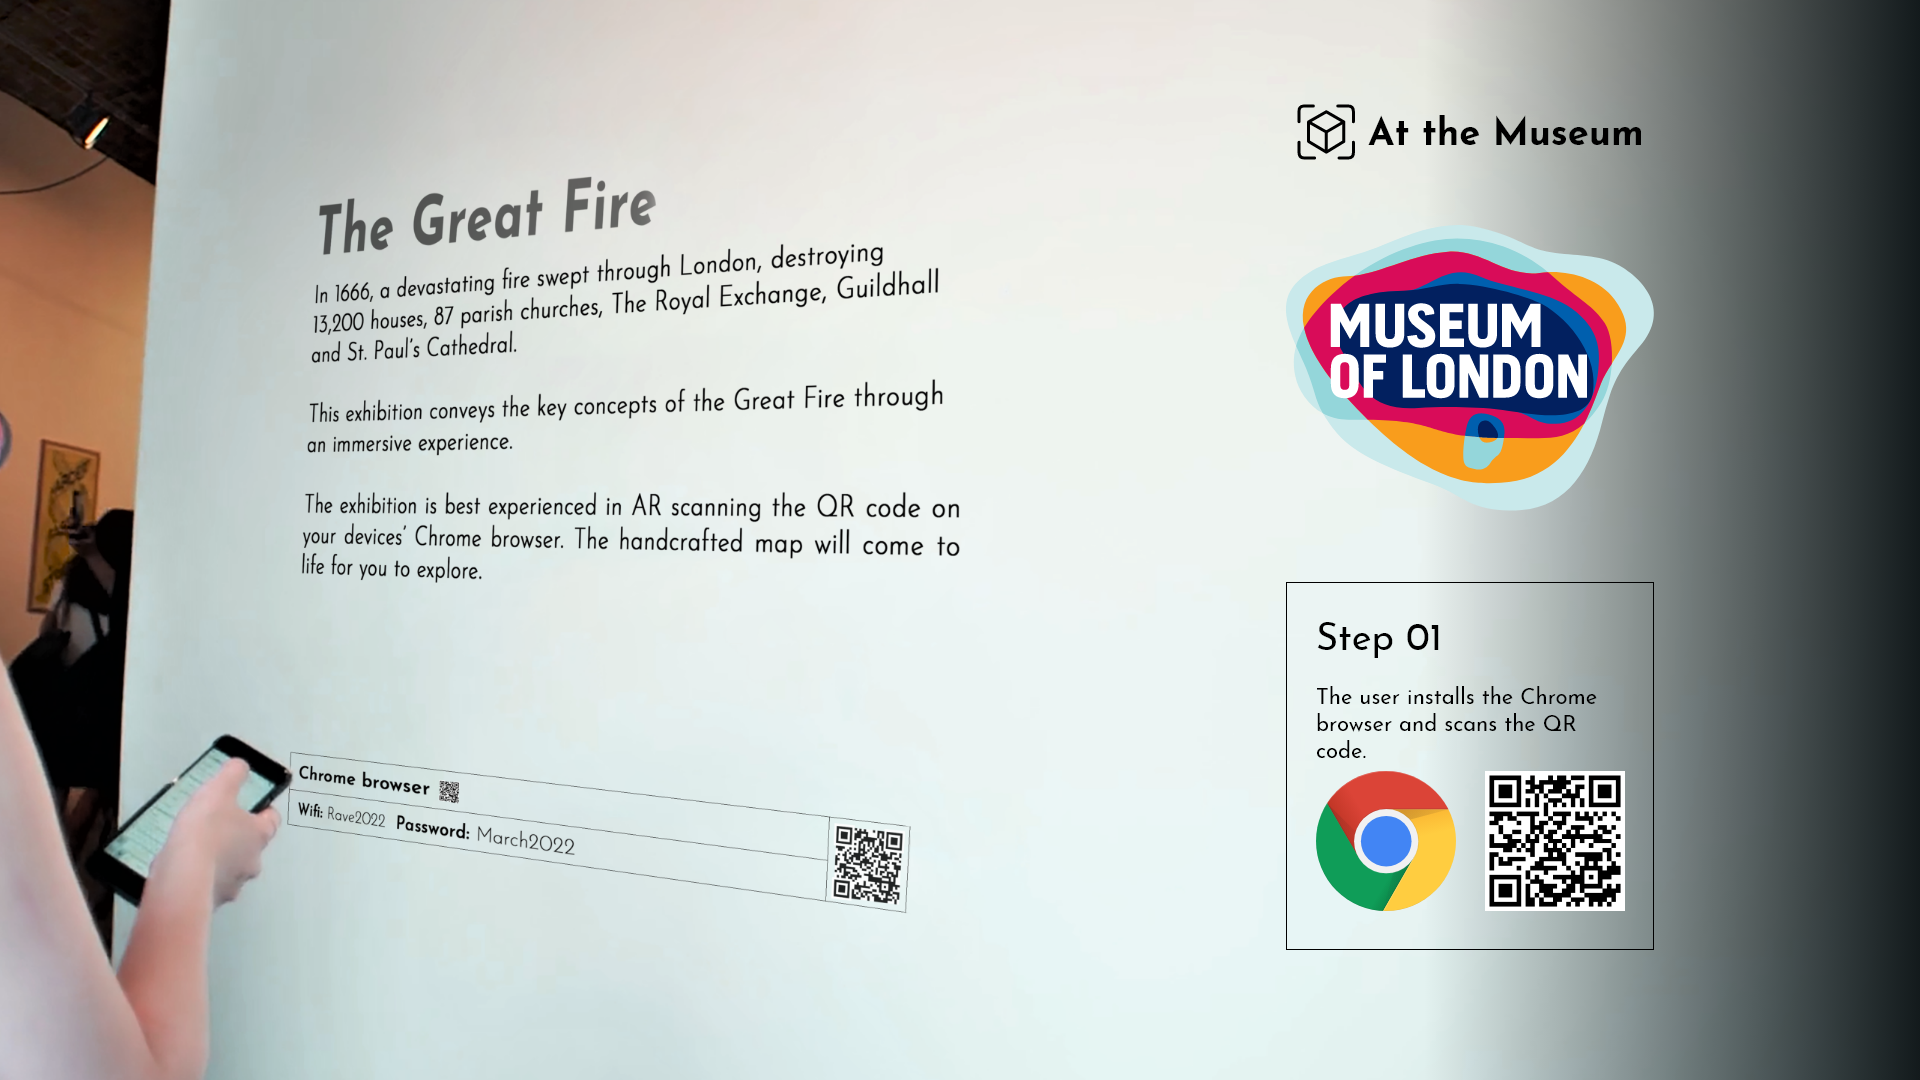 The Great Fire
In 1666, a devastating fire swept through London, destroying
13,200 houses, 87 parish churches, The Royal Exchange, Guildhall
and St. Paul's Cathedral.
This exhibition conveys the key concepts of the Great Fire through
an immersive experience.
The exhibition is best experienced in AR scanning the QR code on
your devices' Chrome browser. The handcrafted map will come to
life for you to explore.
Chrome browser
Wifi: Rave2022 Password: March2022
At the Museum
MUSEUM
OF LONDON
Step 01
The user installs the Chrome
browser and scans the QR
code.